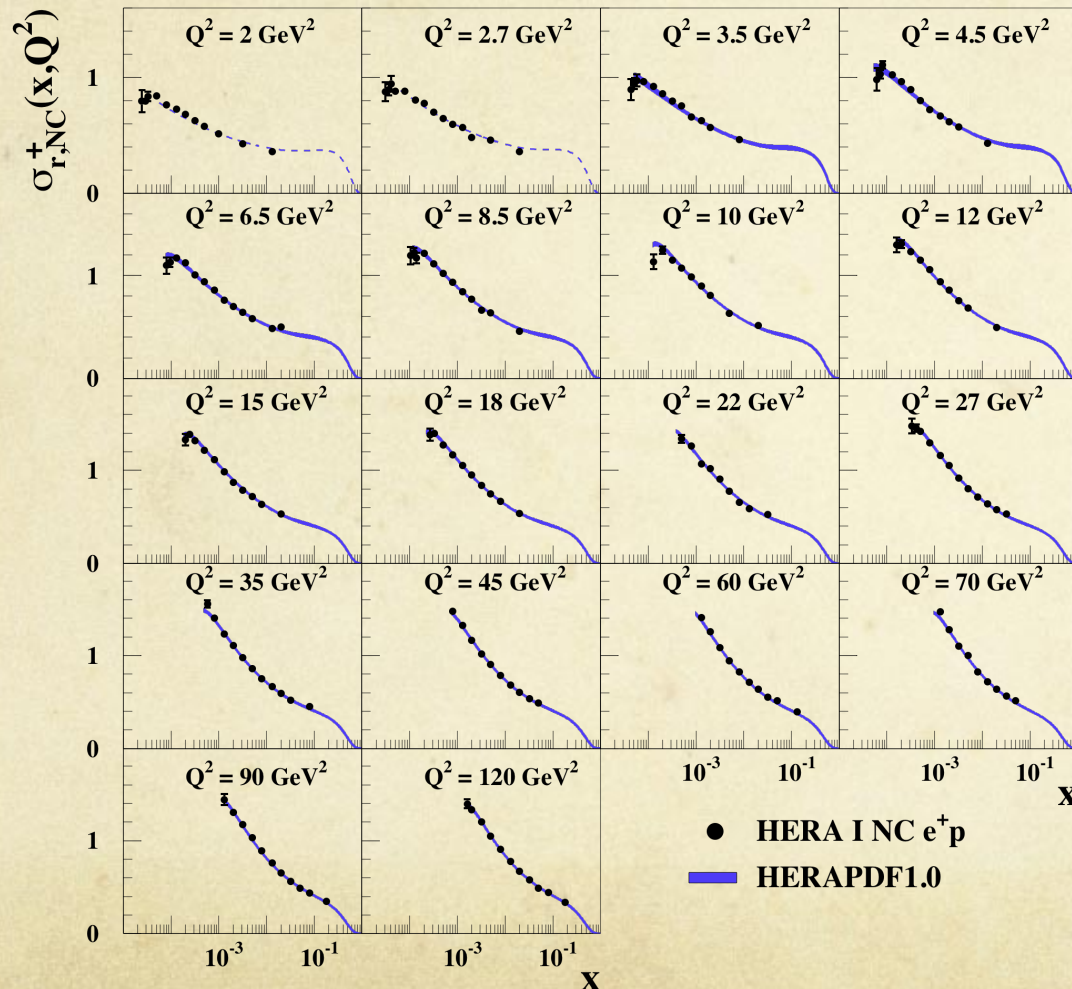 σ⁺r,NC(x,Q²)
Q² = 2 GeV² Q² = 2.7 GeV² Q² = 3.5 GeV² Q² = 4.5 GeV²
1
0
Q² = 6.5 GeV² Q² = 8.5 GeV² Q² = 10 GeV² Q² = 12 GeV²
1
0
Q² = 15 GeV² Q² = 18 GeV² Q² = 22 GeV² Q² = 27 GeV²
1
0
Q² = 35 GeV² Q² = 45 GeV² Q² = 60 GeV² Q² = 70 GeV²
1
0
10⁻³ 10⁻¹ 10⁻³ 10⁻¹
x
Q² = 90 GeV² Q² = 120 GeV²
1
0
10⁻³ 10⁻¹ 10⁻³ 10⁻¹
x
HERA I NC e⁺p
HERAPDF1.0